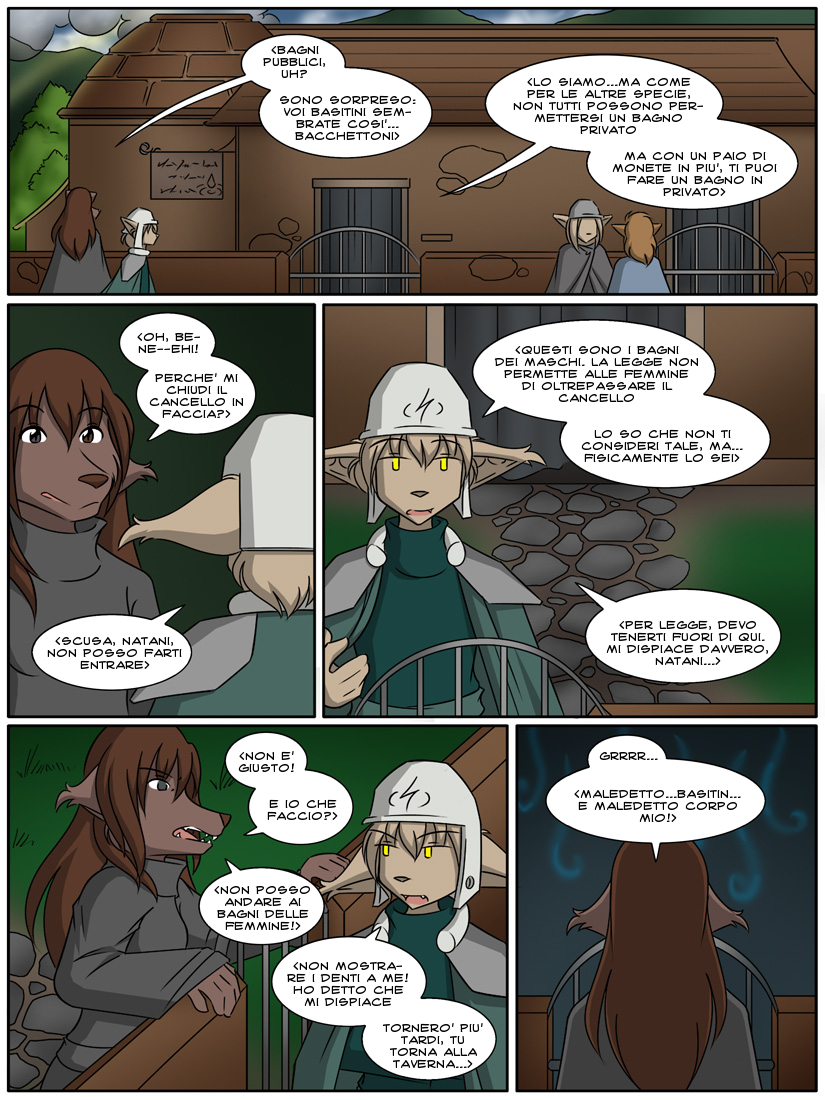 <BAGNI
PUBBLICI,
UH?
SONO SORPRESO:
VOI BASITINI SEM-
BRATE COSI'...
BACCHETTONI>
<LO SIAMO...MA COME
PER LE ALTRE SPECIE,
NON TUTTI POSSONO PER-
METTERSI UN BAGNO
PRIVATO
MA CON UN PAIO DI
MONETE IN PIU', TI PUOI
FARE UN BAGNO IN
PRIVATO>
<OH, BE-
NE--EHI!
PERCHE' MI
CHIUDI IL
CANCELLO IN
FACCIA?>
<SCUSA, NATANI,
NON POSSO FARTI
ENTRARE>
<QUESTI SONO I BAGNI
DEI MASCHI. LA LEGGE NON
PERMETTE ALLE FEMMINE
DI OLTREPASSARE IL
CANCELLO
LO SO CHE NON TI
CONSIDERI TALE, MA...
FISICAMENTE LO SEI>
<PER LEGGE, DEVO
TENERTI FUORI DI QUI.
MI DISPIACE DAVVERO,
NATANI...>
<NON E'
GIUSTO!
E IO CHE
FACCIO?>
<NON POSSO
ANDARE AI
BAGNI DELLE
FEMMINE!>
<NON MOSTRA-
RE I DENTI A ME!
HO DETTO CHE
MI DISPIACE
TORNERO' PIU'
TARDI, TU
TORNA ALLA
TAVERNA...>
GRRRR...
<MALEDETTO...BASITIN...
E MALEDETTO CORPO
MIO!>